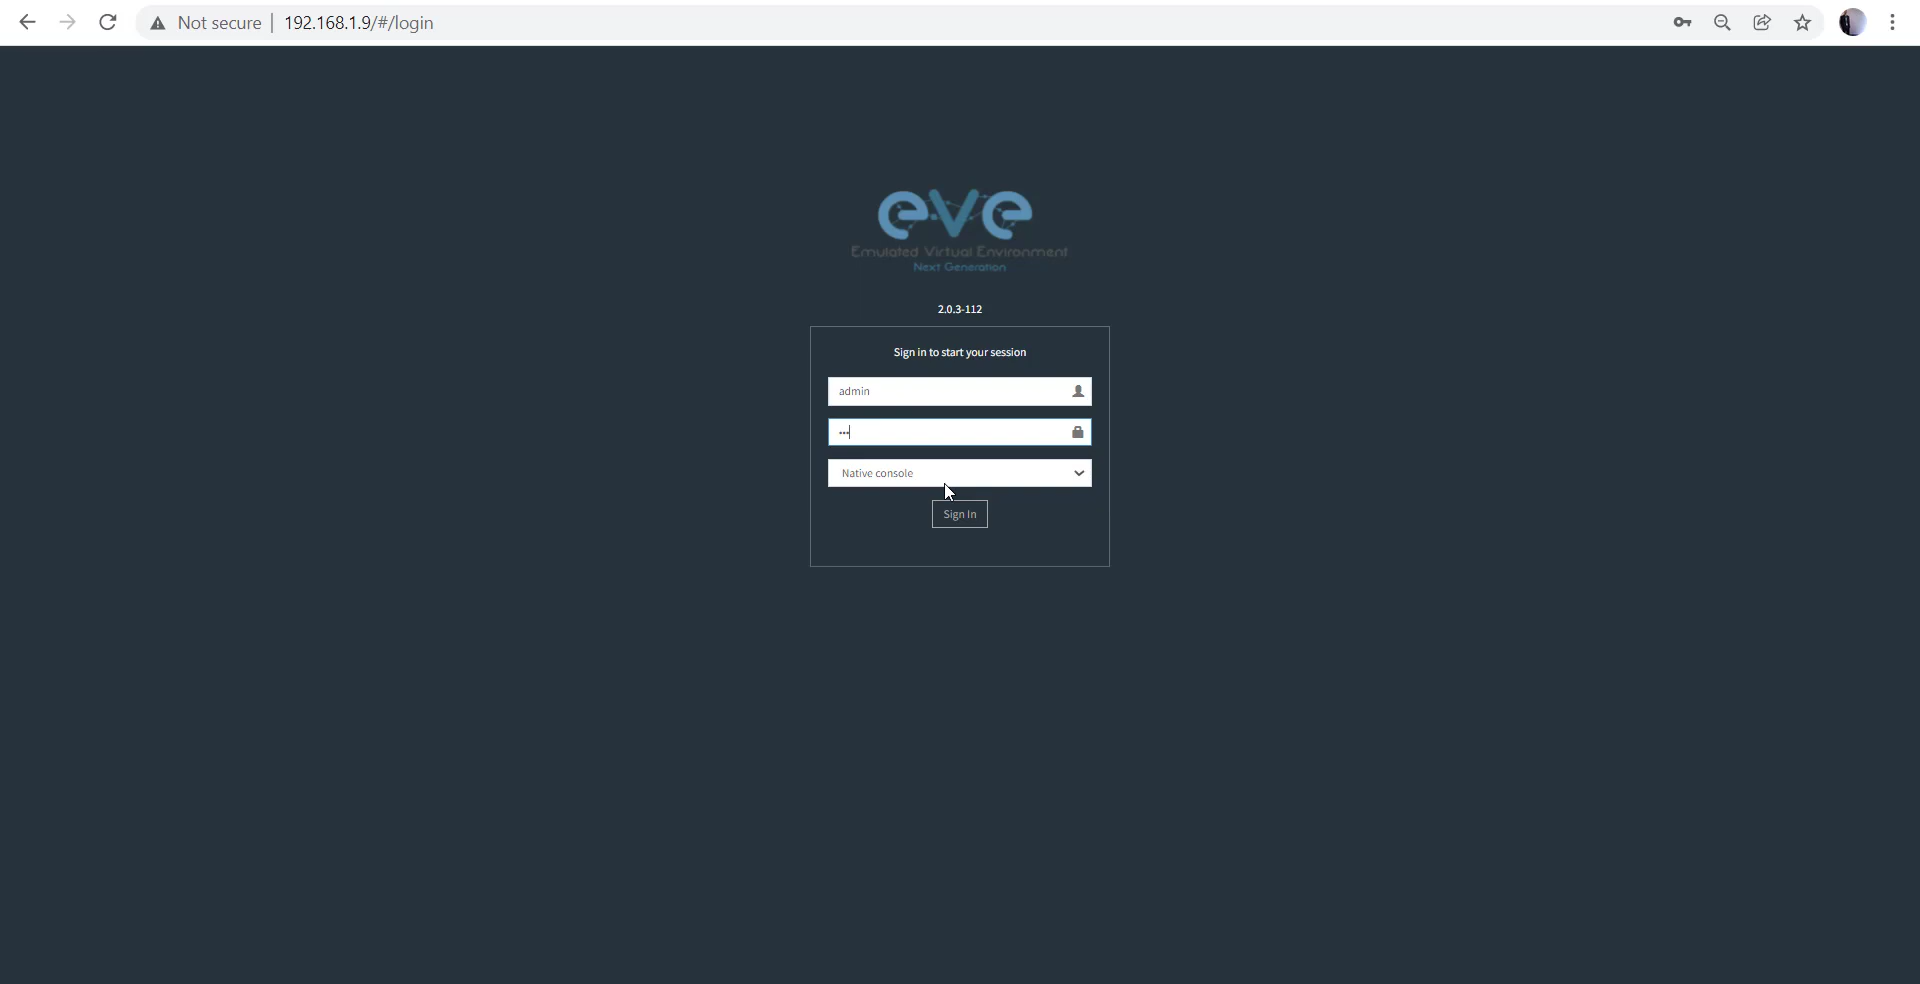 Not secure | 192.168.1.9/#/login
eve
Emulated Virtual Environment
Next Generation
2.0.3-112
Sign in to start your session
admin
•••
Native console
Sign In